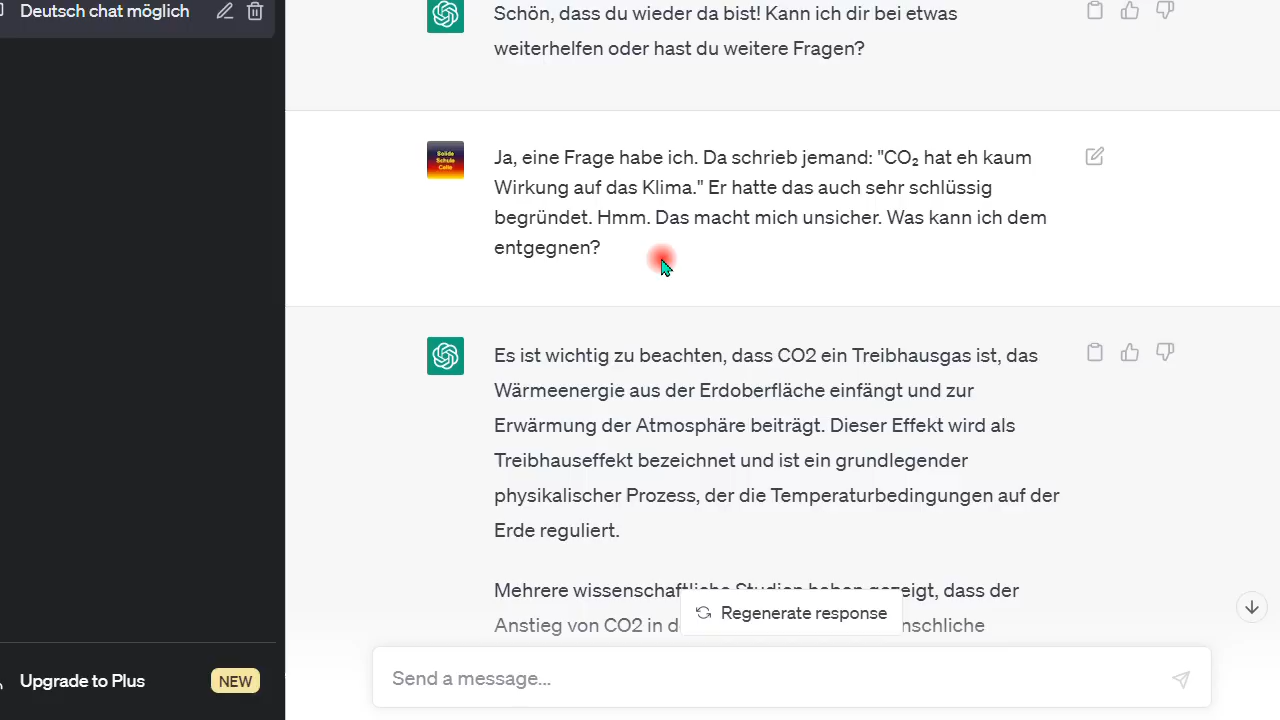 Deutsch chat möglich
Schön, dass du wieder da bist! Kann ich dir bei etwas
weiterhelfen oder hast du weitere Fragen?
Solide
Schule
Celle
Ja, eine Frage habe ich. Da schrieb jemand: "CO₂ hat eh kaum
Wirkung auf das Klima." Er hatte das auch sehr schlüssig
begründet. Hmm. Das macht mich unsicher. Was kann ich dem
entgegnen?
Es ist wichtig zu beachten, dass CO2 ein Treibhausgas ist, das
Wärmeenergie aus der Erdoberfläche einfängt und zur
Erwärmung der Atmosphäre beiträgt. Dieser Effekt wird als
Treibhauseffekt bezeichnet und ist ein grundlegender
physikalischer Prozess, der die Temperaturbedingungen auf der
Erde reguliert.
Mehrere wissenschaftliche Studien haben gezeigt, dass der
Regenerate response
Anstieg von CO2 in
Send a message...
Upgrade to Plus
NEW